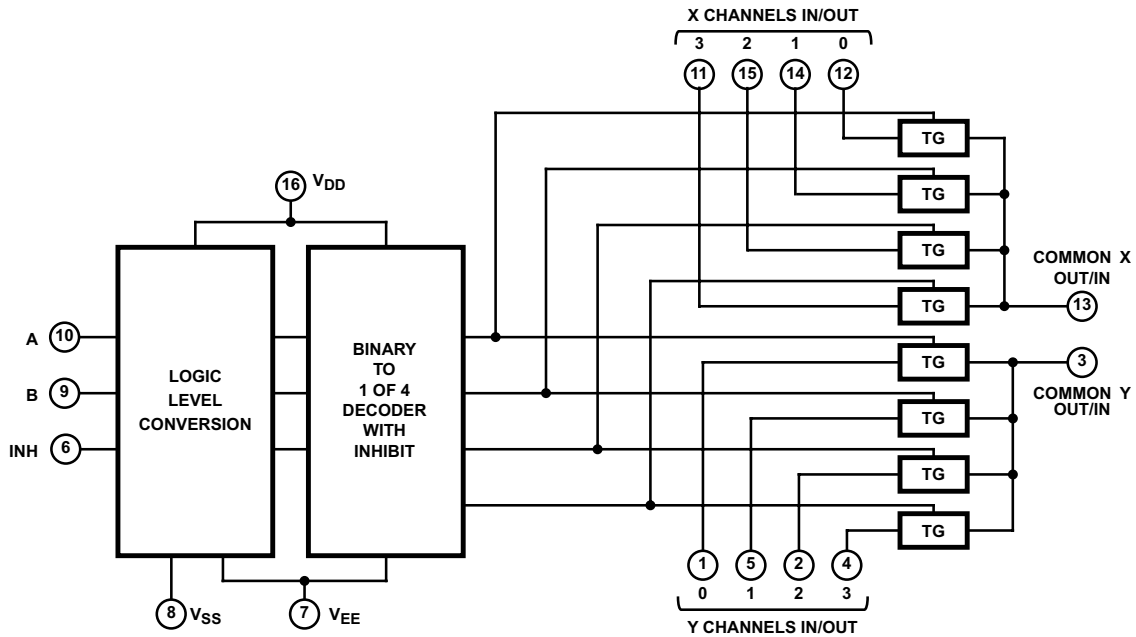 X CHANNELS IN/OUT
3 2 1 0
11 15 14 12
TG
16 VDD
TG
TG
COMMON X
OUT/IN
TG
13
A 10
LOGIC
LEVEL
CONVERSION
BINARY
TO
1 OF 4
DECODER
WITH
INHIBIT
TG
3
B 9
COMMON Y
OUT/IN
TG
INH 6
TG
TG
1 5 2 4
0 1 2 3
8 VSS
7 VEE
Y CHANNELS IN/OUT